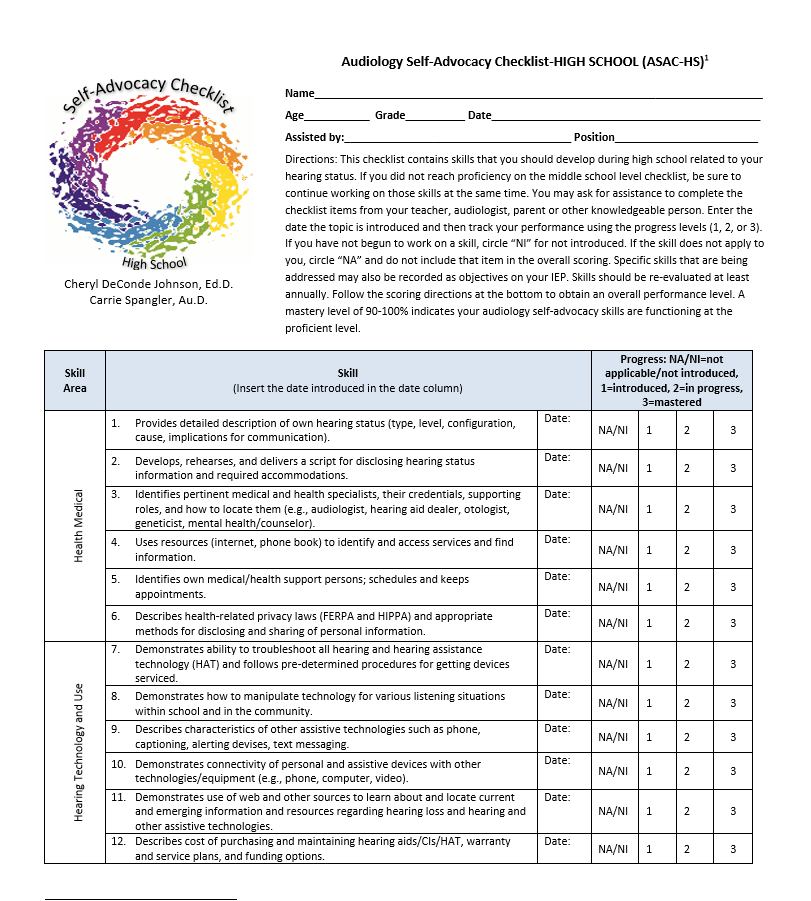 Audiology Self-Advocacy Checklist-HIGH SCHOOL (ASAC-HS)1
Self-Advocacy Checklist
High School
Cheryl DeConde Johnson, Ed.D.
Carrie Spangler, Au.D.
Name
Age Grade Date
Assisted by: Position
Directions: This checklist contains skills that you should develop during high school related to your
hearing status. If you did not reach proficiency on the middle school level checklist, be sure to
continue working on those skills at the same time. You may ask for assistance to complete the
checklist items from your teacher, audiologist, parent or other knowledgeable person. Enter the
date the topic is introduced and then track your performance using the progress levels (1, 2, or 3).
If you have not begun to work on a skill, circle “NI” for not introduced. If the skill does not apply to
you, circle “NA” and do not include that item in the overall scoring. Specific skills that are being
addressed may also be recorded as objectives on your IEP. Skills should be re-evaluated at least
annually. Follow the scoring directions at the bottom to obtain an overall performance level. A
mastery level of 90-100% indicates your audiology self-advocacy skills are functioning at the
proficient level.
Skill
Area
Skill
(Insert the date introduced in the date column)
Progress: NA/NI=not
applicable/not introduced,
1=introduced, 2=in progress,
3=mastered
Health Medical
1. Provides detailed description of own hearing status (type, level, configuration,
cause, implications for communication).
Date:
NA/NI 1 2 3
2. Develops, rehearses, and delivers a script for disclosing hearing status
information and required accommodations.
Date:
NA/NI 1 2 3
3. Identifies pertinent medical and health specialists, their credentials, supporting
roles, and how to locate them (e.g., audiologist, hearing aid dealer, otologist,
geneticist, mental health/counselor).
Date:
NA/NI 1 2 3
4. Uses resources (internet, phone book) to identify and access services and find
information.
Date:
NA/NI 1 2 3
5. Identifies own medical/health support persons; schedules and keeps
appointments.
Date:
NA/NI 1 2 3
6. Describes health-related privacy laws (FERPA and HIPPA) and appropriate
methods for disclosing and sharing of personal information.
Date:
NA/NI 1 2 3
Hearing Technology and Use
7. Demonstrates ability to troubleshoot all hearing and hearing assistance
technology (HAT) and follows pre-determined procedures for getting devices
serviced.
Date:
NA/NI 1 2 3
8. Demonstrates how to manipulate technology for various listening situations
within school and in the community.
Date:
NA/NI 1 2 3
9. Describes characteristics of other assistive technologies such as phone,
captioning, alerting devises, text messaging.
Date:
NA/NI 1 2 3
10. Demonstrates connectivity of personal and assistive devices with other
technologies/equipment (e.g., phone, computer, video).
Date:
NA/NI 1 2 3
11. Demonstrates use of web and other sources to learn about and locate current
and emerging information and resources regarding hearing loss and hearing and
other assistive technologies.
Date:
NA/NI 1 2 3
12. Describes cost of purchasing and maintaining hearing aids/CIs/HAT, warranty
and service plans, and funding options.
Date:
NA/NI 1 2 3